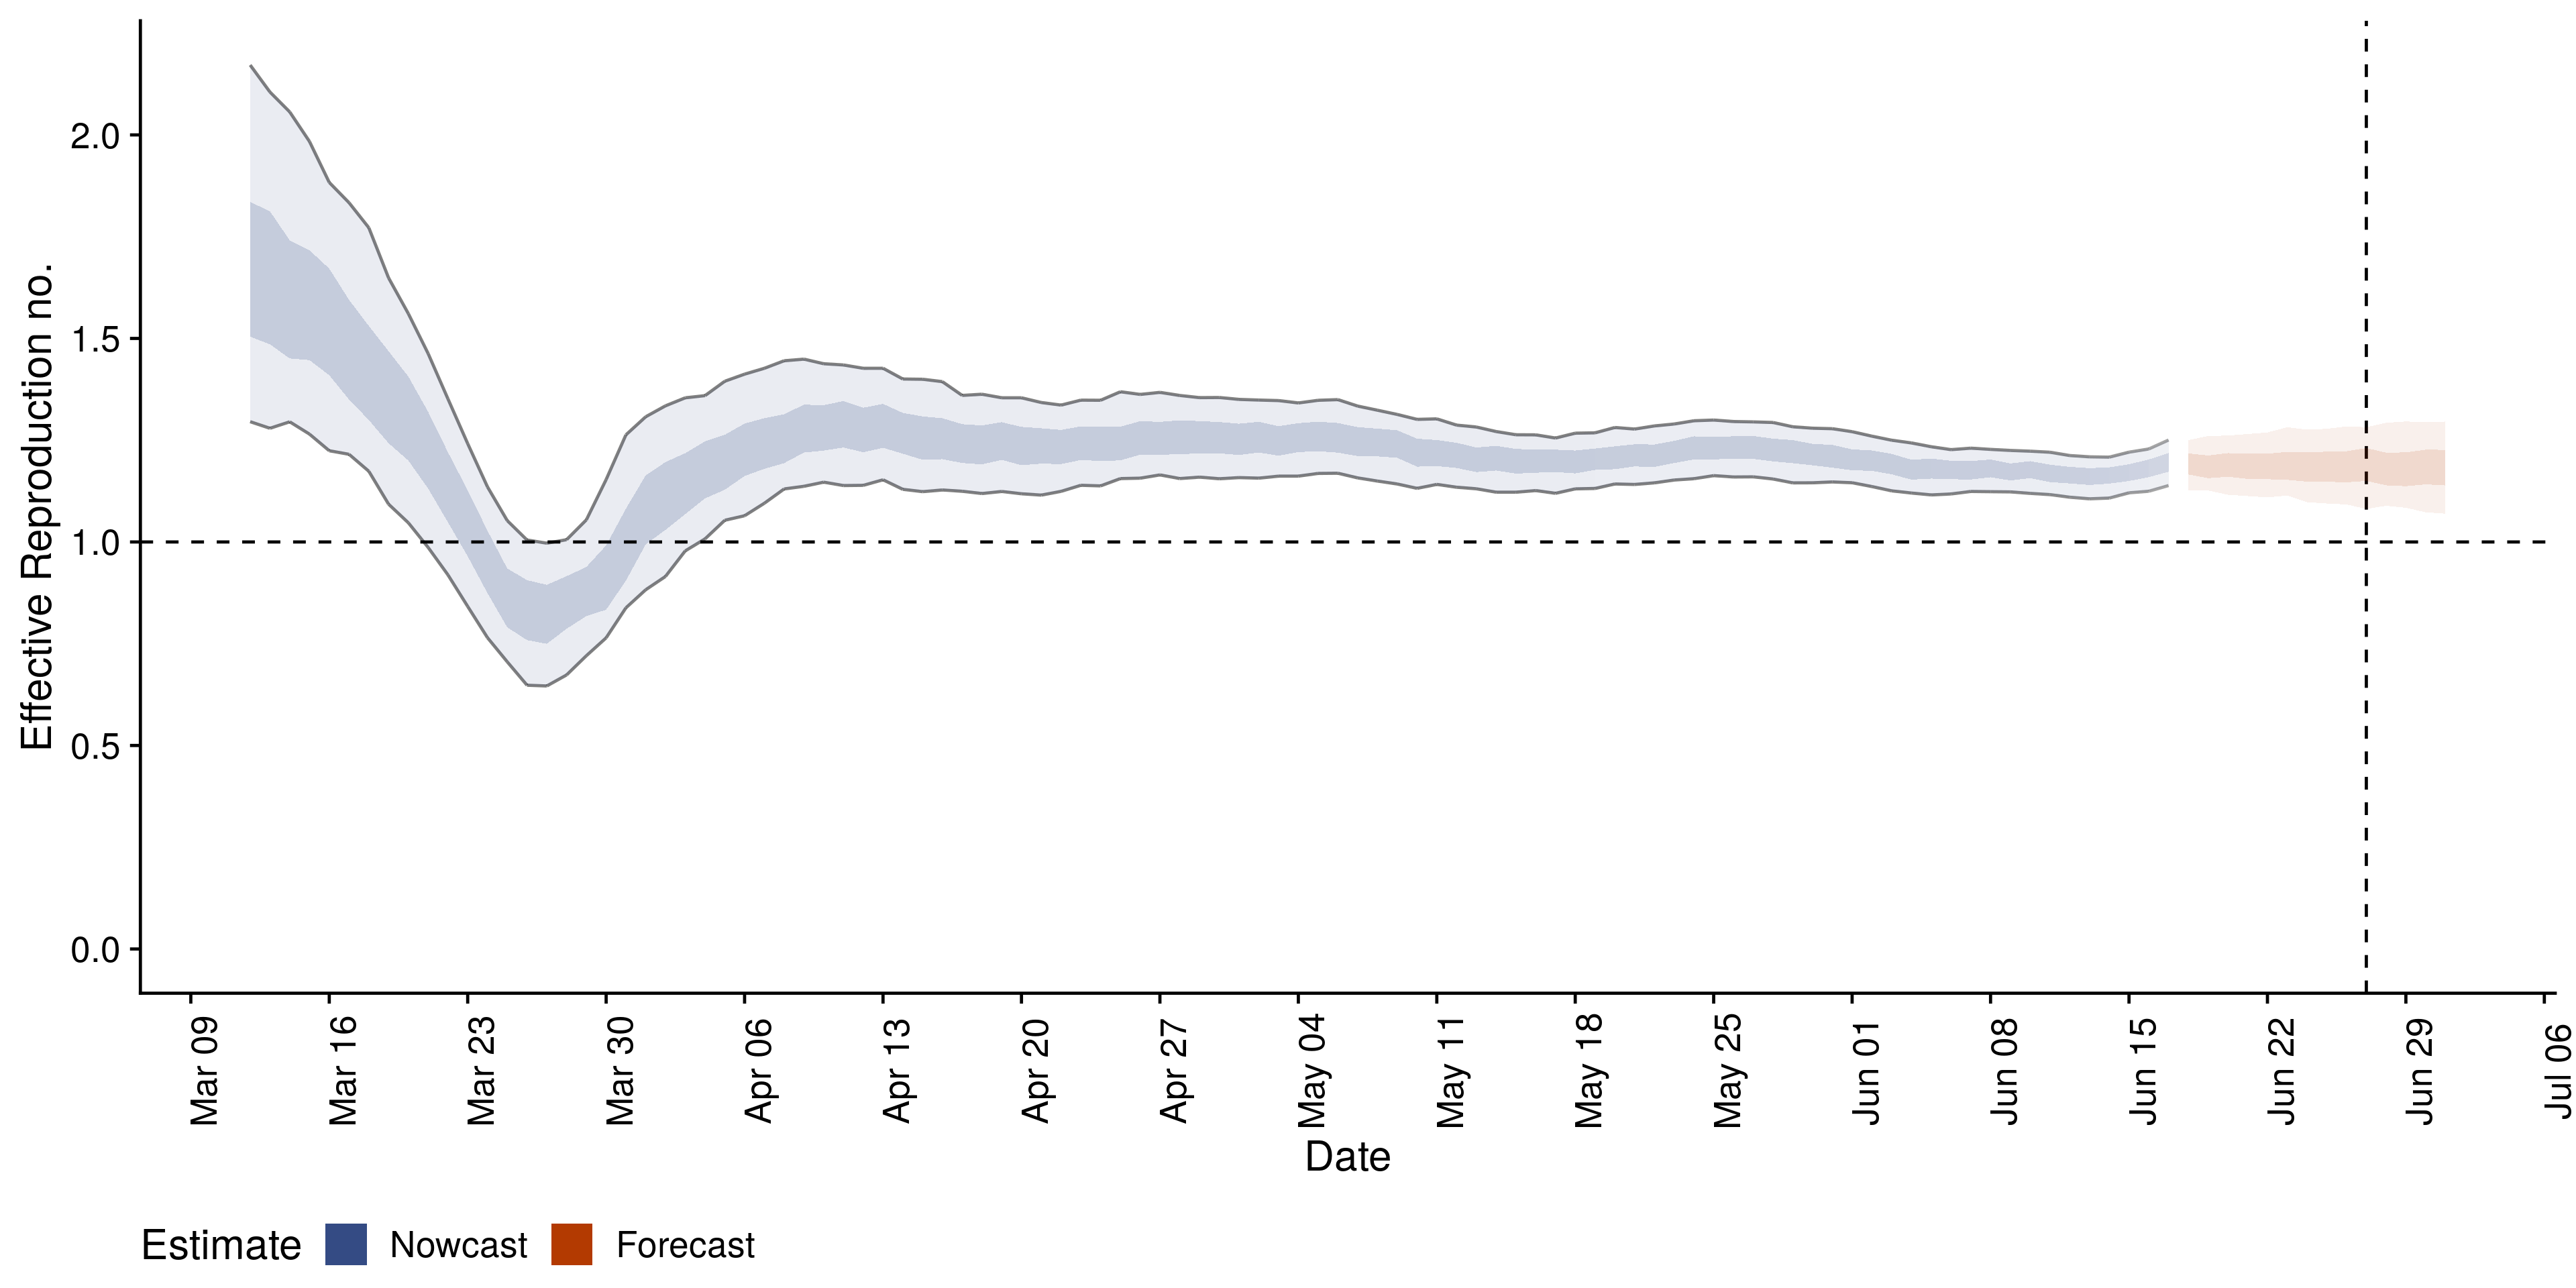 Effective Reproduction no.
2.0
1.5
1.0
0.5
0.0
Mar 09
Mar 16
Mar 23
Mar 30
Apr 06
Apr 13
Apr 20
Apr 27
May 04
May 11
May 18
May 25
Jun 01
Jun 08
Jun 15
Jun 22
Jun 29
Jul 06
Date
Estimate Nowcast Forecast